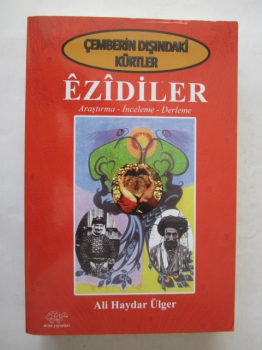 ÇEMBERİN DIŞINDAKİ
KÜRTLER
ÊZÎDİLER
Araştırma - İnceleme - Derleme
Ali Haydar Ülger